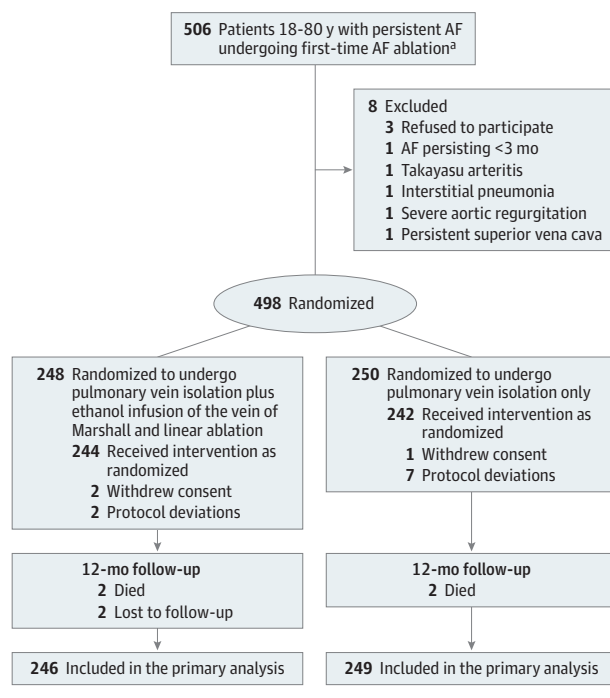 506 Patients 18-80 y with persistent AF
undergoing first-time AF ablationa
8 Excluded
3 Refused to participate
1 AF persisting <3 mo
1 Takayasu arteritis
1 Interstitial pneumonia
1 Severe aortic regurgitation
1 Persistent superior vena cava
498 Randomized
248 Randomized to undergo
pulmonary vein isolation plus
ethanol infusion of the vein of
Marshall and linear ablation
244 Received intervention as
randomized
2 Withdrew consent
2 Protocol deviations
250 Randomized to undergo
pulmonary vein isolation only
242 Received intervention as
randomized
1 Withdrew consent
7 Protocol deviations
12-mo follow-up
2 Died
2 Lost to follow-up
12-mo follow-up
2 Died
246 Included in the primary analysis
249 Included in the primary analysis